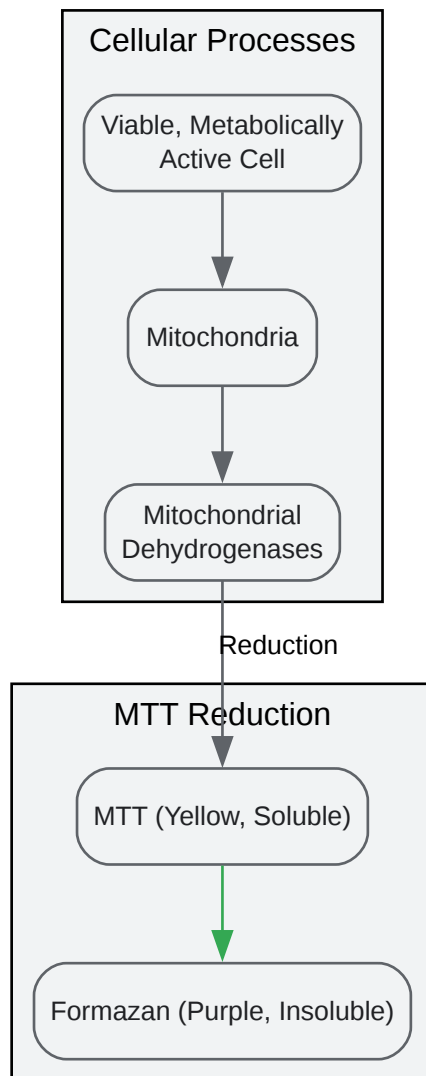 Cellular Processes
Viable, Metabolically
Active Cell
Mitochondria
Mitochondrial
Dehydrogenases
Reduction
MTT Reduction
MTT (Yellow, Soluble)
Formazan (Purple, Insoluble)